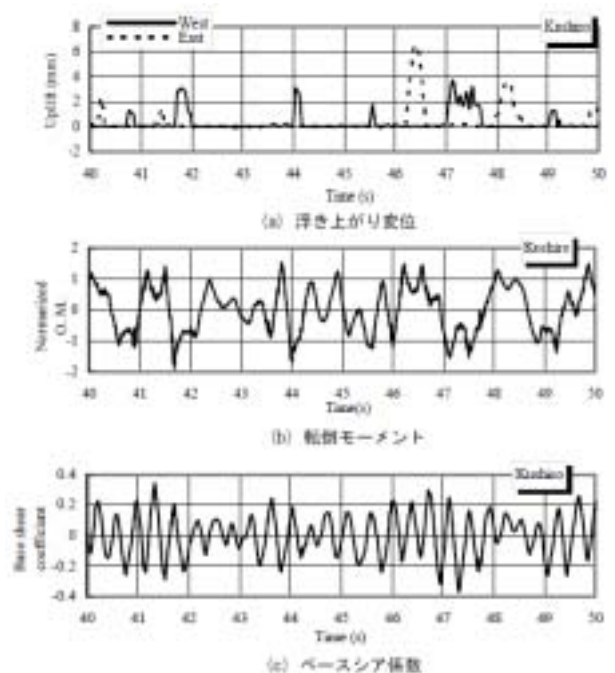 West
East
Kushiro
Uplift (mm)
8
6
4
2
0
-2
40 41 42 43 44 45 46 47 48 49 50
Time (s)
(a) 浮き上がり変位
Kushiro
Normarized
O.M.
2
1
0
-1
-2
40 41 42 43 44 45 46 47 48 49 50
Time(s)
(b) 転倒モーメント
Kushiro
Base shear
coefficient
0.4
0.2
0
-0.2
-0.4
40 41 42 43 44 45 46 47 48 49 50
Time (s)
(c) ベースシア係数